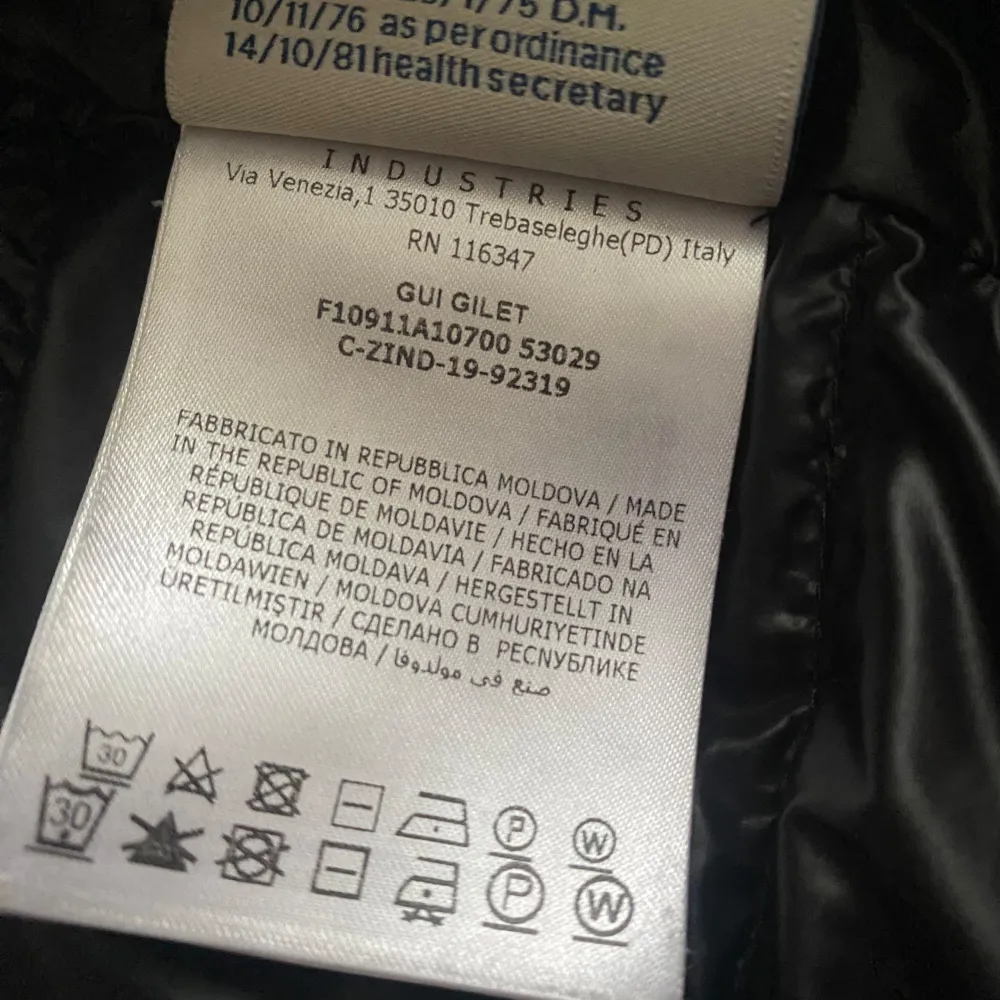 /75 D.M.
10/11/76 as per ordinance
14/10/81 health secretary
INDUSTRIES
Via Venezia,1 35010 Trebaseleghe(PD) Italy
RN 116347
GUI GILET
F10911A10700 53029
C-ZIND-19-92319
FABBRICATO IN REPUBBLICA MOLDOVA / MADE
IN THE REPUBLIC OF MOLDOVA / FABRIQUÉ EN
RÉPUBLIQUE DE MOLDAVIE / HECHO EN LA
REPÚBLICA DE MOLDAVIA / FABRICADO NA
REPÚBLICA MOLDAVA / HERGESTELLT IN
MOLDAWIEN / MOLDOVA CUMHURIYETINDE
ÜRETILMIŞTIR / СДЕЛАНО В РЕСПУБЛИКЕ
МОЛДОВА / صنع في مولدوفا
30 P W
30 P W